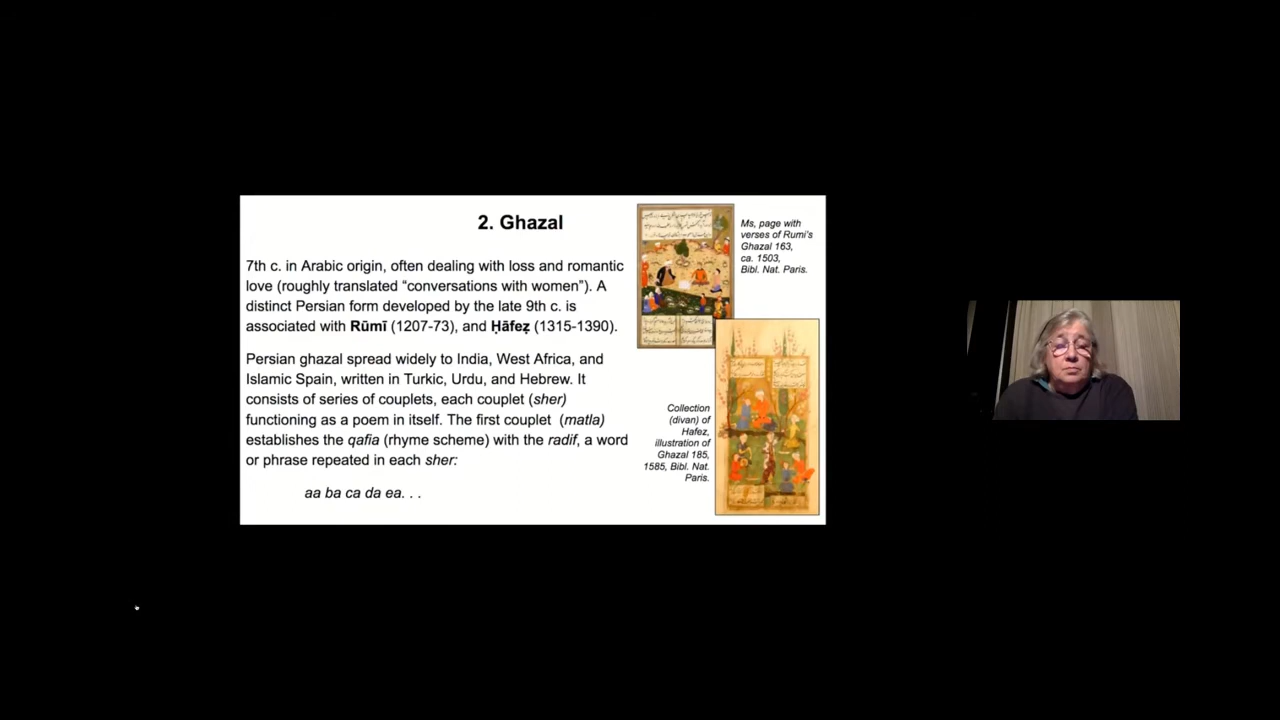 2. Ghazal
7th c. in Arabic origin, often dealing with loss and romantic
love (roughly translated “conversations with women”). A
distinct Persian form developed by the late 9th c. is
associated with Rūmī (1207-73), and Ḥāfeẓ (1315-1390).
Persian ghazal spread widely to India, West Africa, and
Islamic Spain, written in Turkic, Urdu, and Hebrew. It
consists of series of couplets, each couplet (sher)
functioning as a poem in itself. The first couplet  (matla)
establishes the qafia (rhyme scheme) with the radif, a word
or phrase repeated in each sher:
aa ba ca da ea. . .
Ms, page with
verses of Rumi's
Ghazal 163,
ca. 1503,
Bibl. Nat. Paris.
Collection
(divan) of
Hafez,
illustration of
Ghazal 185,
1585, Bibl. Nat.
Paris.